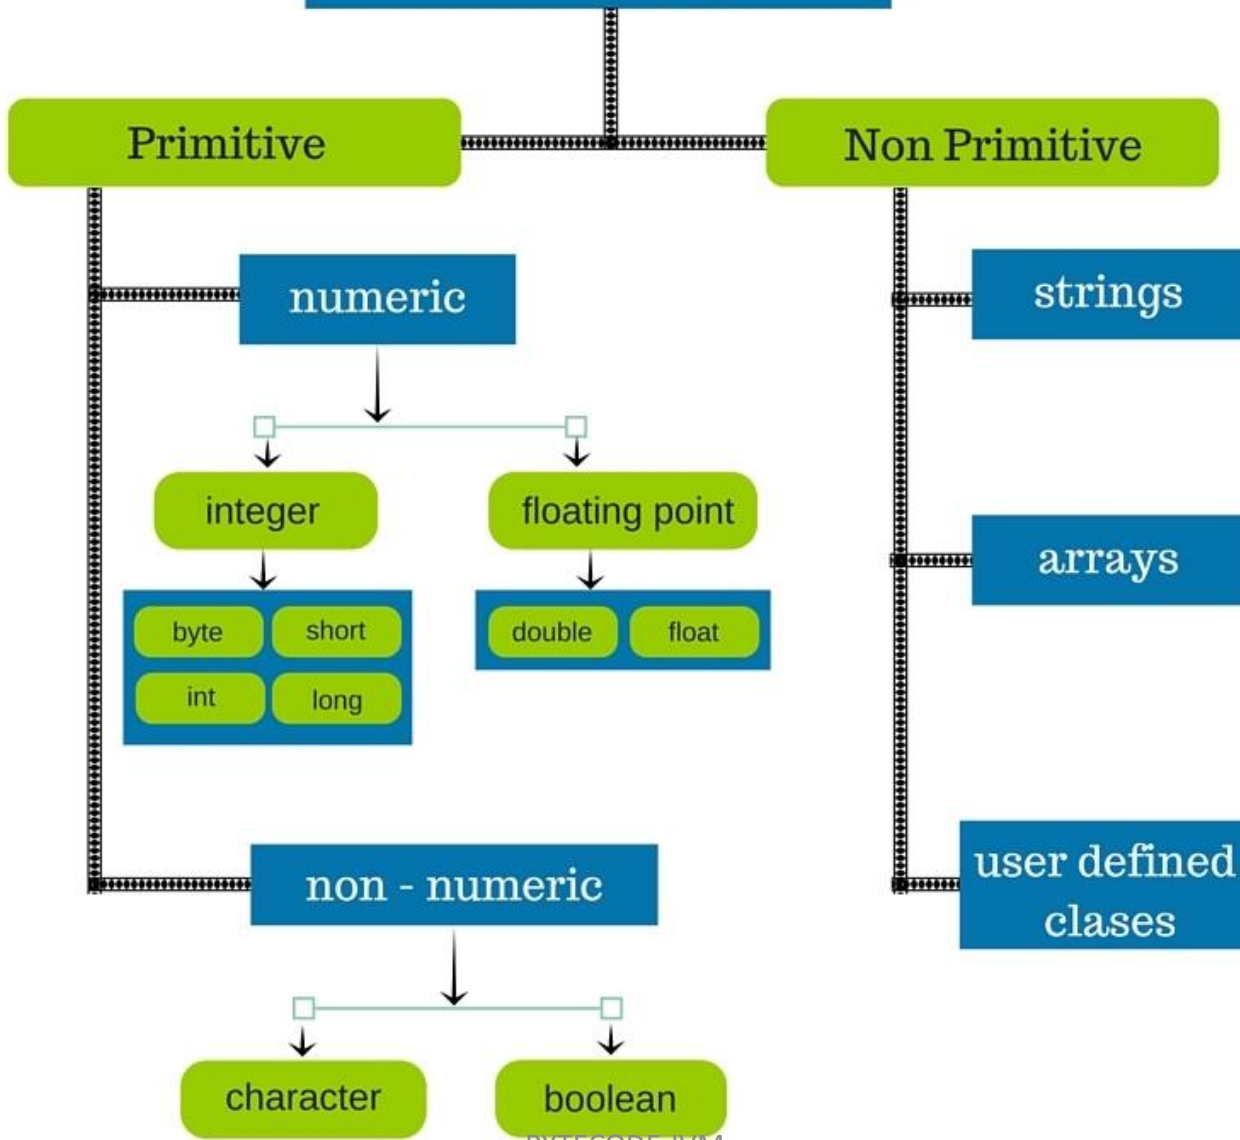 Primitive
Non Primitive
numeric
strings
integer
floating point
arrays
byte
short
double
float
int
long
user defined
clases
non - numeric
character
boolean